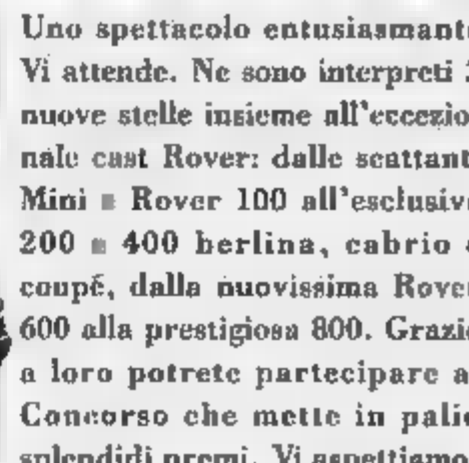 Uno spettacolo entusiasmante
Vi attende. Ne sono interpreti
nuove stelle insieme all'eccezio-
nale cast Rover: dalle scattanti
Mini e Rover 100 all'esclusive
200 e 400 berlina, cabrio e
coupé, dalla nuovissima Rover
600 alla prestigiosa 800. Grazie
a loro potrete partecipare al
Concorso che mette in palio
splendidi premi. Vi aspettiamo